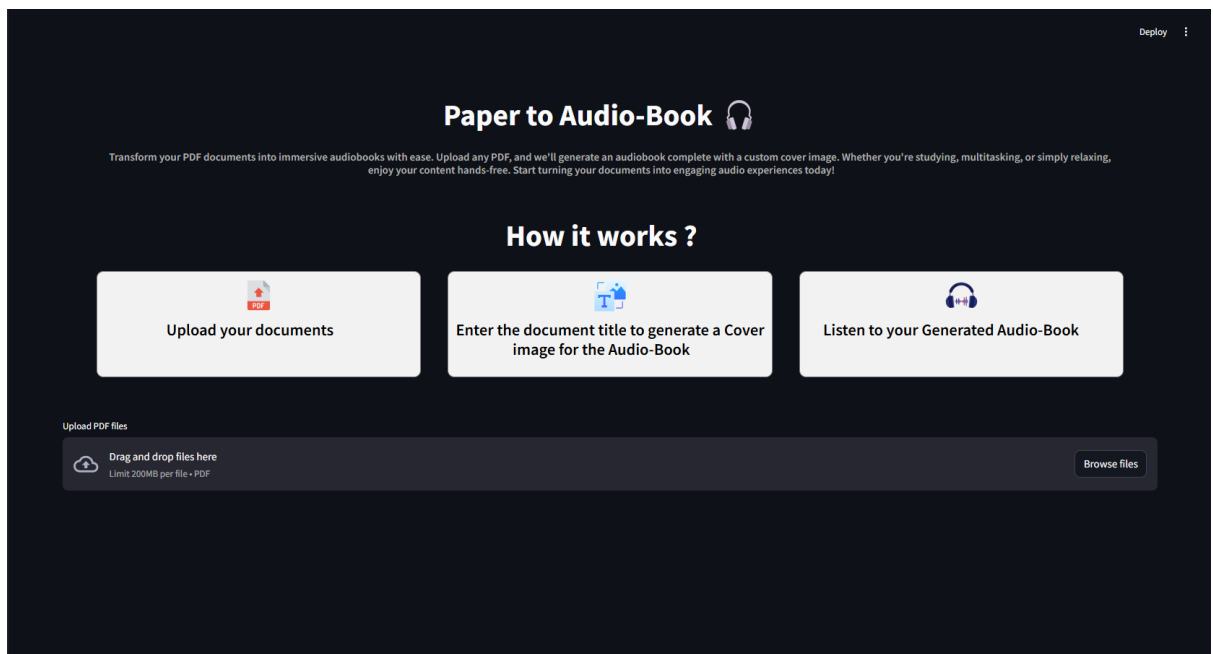 Deploy
Paper to Audio-Book
Transform your PDF documents into immersive audiobooks with ease. Upload any PDF, and we'll generate an audiobook complete with a custom cover image. Whether you're studying, multitasking, or simply relaxing,
enjoy your content hands-free. Start turning your documents into engaging audio experiences today!
How it works ?
PDF
Upload your documents
T
Enter the document title to generate a Cover
image for the Audio-Book
Listen to your Generated Audio-Book
Upload PDF files
Drag and drop files here
Limit 200MB per file • PDF
Browse files